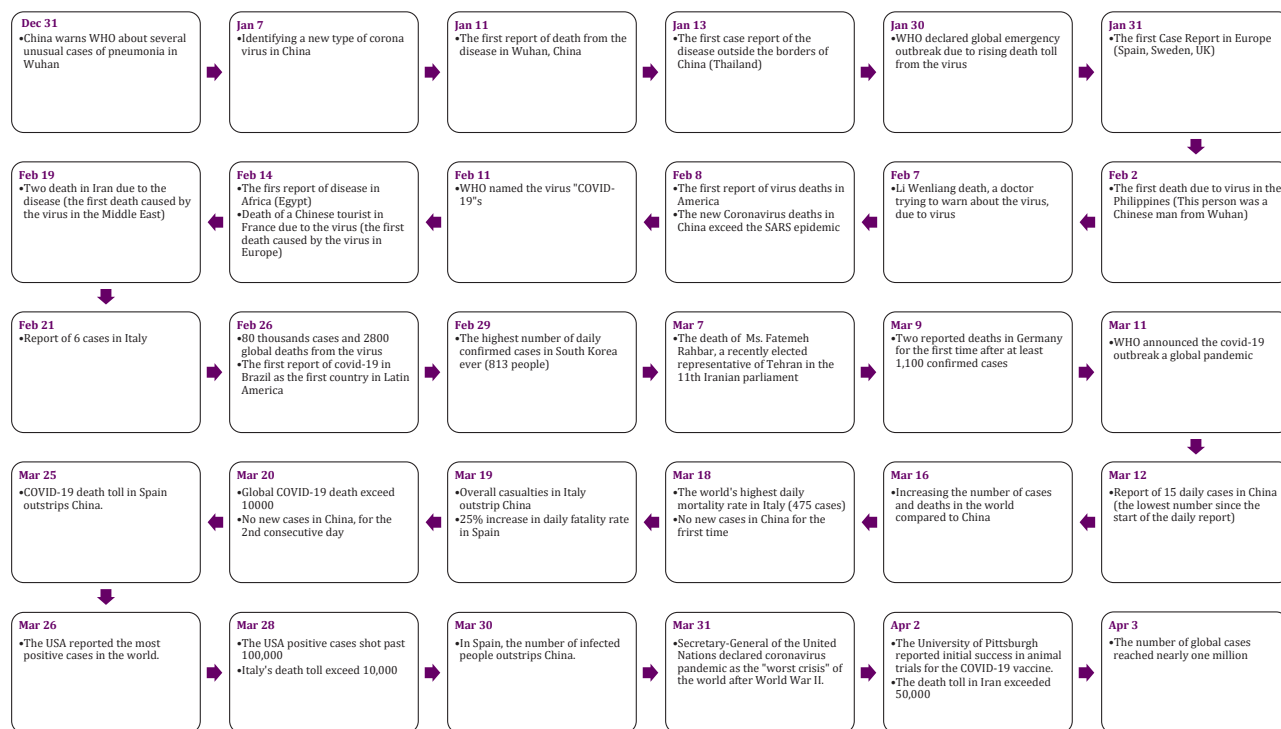 Dec 31
•China warns WHO about several
unusual cases of pneumonia in
Wuhan
Jan 7
•Identifying a new type of corona
virus in China
Jan 11
•The first report of death from the
disease in Wuhan, China
Jan 13
•The first case report of the
disease outside the borders of
China (Thailand)
Jan 30
•WHO declared global emergency
outbreak due to rising death toll
from the virus
Jan 31
•The first Case Report in Europe
(Spain, Sweden, UK)
Feb 2
•The first death due to virus in the
Philippines (This person was a
Chinese man from Wuhan)
Feb 7
•Li Wenliang death, a doctor
trying to warn about the virus,
due to virus
Feb 8
•The first report of virus deaths in
America
•The new Coronavirus deaths in
China exceed the SARS epidemic
Feb 11
•WHO named the virus "COVID-
19"s
Feb 14
•The firs report of disease in
Africa (Egypt)
•Death of a Chinese tourist in
France due to the virus (the first
death caused by the virus in
Europe)
Feb 19
•Two death in Iran due to the
disease (the first death caused by
the virus in the Middle East)
Feb 21
•Report of 6 cases in Italy
Feb 26
•80 thousands cases and 2800
global deaths from the virus
•The first report of covid-19 in
Brazil as the first country in Latin
America
Feb 29
•The highest number of daily
confirmed cases in South Korea
ever (813 people)
Mar 7
•The death of Ms. Fatemeh
Rahbar, a recently elected
representative of Tehran in the
11th Iranian parliament
Mar 9
•Two reported deaths in Germany
for the first time after at least
1,100 confirmed cases
Mar 11
•WHO announced the covid-19
outbreak a global pandemic
Mar 12
•Report of 15 daily cases in China
(the lowest number since the
start of the daily report)
Mar 16
•Increasing the number of cases
and deaths in the world
compared to China
Mar 18
•The world's highest daily
mortality rate in Italy (475 cases)
•No new cases in China for the
frirst time
Mar 19
•Overall casualties in Italy
outstrip China
•25% increase in daily fatality rate
in Spain
Mar 20
•Global COVID-19 death exceed
10000
•No new cases in China, for the
2nd consecutive day
Mar 25
•COVID-19 death toll in Spain
outstrips China.
Mar 26
•The USA reported the most
positive cases in the world.
Mar 28
•The USA positive cases shot past
100,000
•Italy's death toll exceed 10,000
Mar 30
•In Spain, the number of infected
people outstrips China.
Mar 31
•Secretary-General of the United
Nations declared coronavirus
pandemic as the "worst crisis" of
the world after World War II.
Apr 2
•The University of Pittsburgh
reported initial success in animal
trials for the COVID-19 vaccine.
•The death toll in Iran exceeded
50,000
Apr 3
•The number of global cases
reached nearly one million